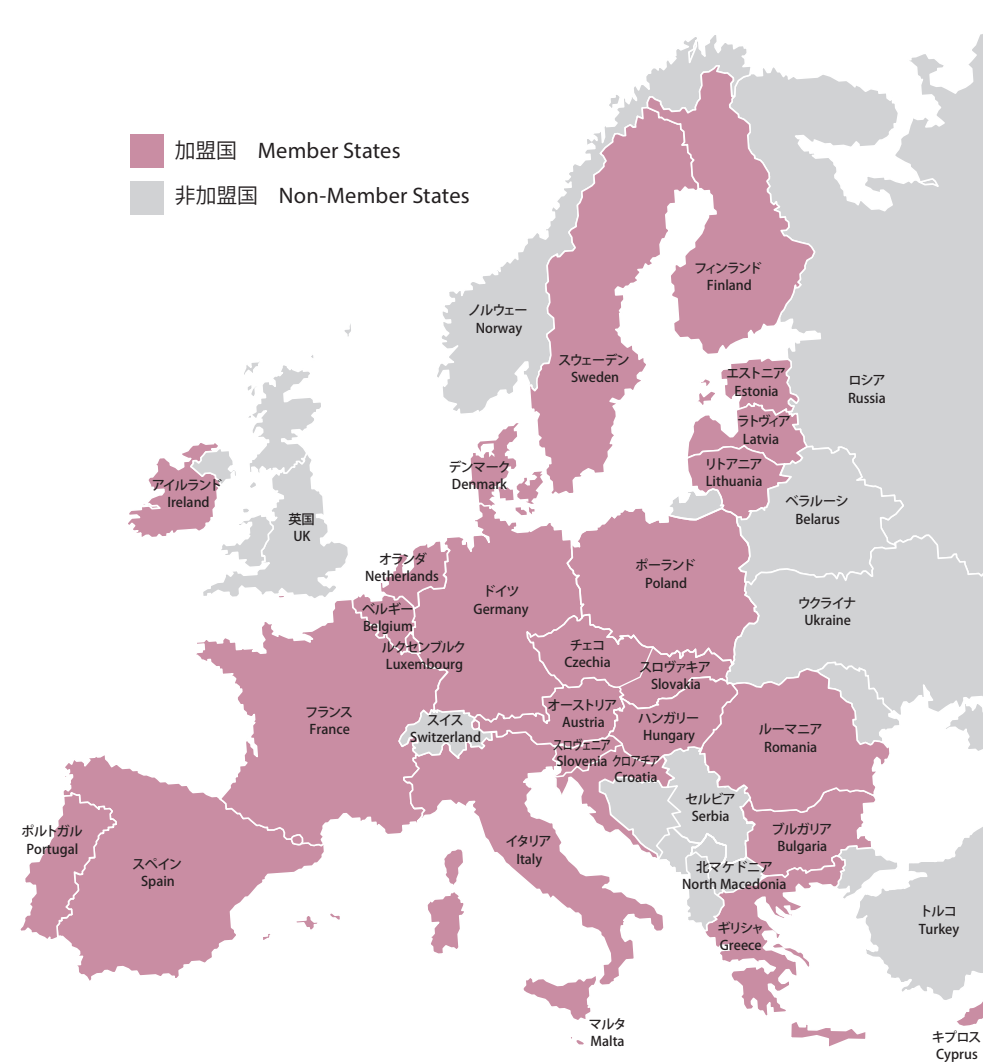 加盟国 Member States
非加盟国 Non-Member States
フィンランド
Finland
ノルウェー
Norway
スウェーデン
Sweden
エストニア
Estonia
ロシア
Russia
ラトヴィア
Latvia
デンマーク
Denmark
リトアニア
Lithuania
アイルランド
Ireland
ベラルーシ
Belarus
英国
UK
オランダ
Netherlands
ポーランド
Poland
ドイツ
Germany
ウクライナ
Ukraine
ベルギー
Belgium
ルクセンブルク
Luxembourg
チェコ
Czechia
スロヴァキア
Slovakia
フランス
France
スイス
Switzerland
オーストリア
Austria
ハンガリー
Hungary
ルーマニア
Romania
スロヴェニア
Slovenia
クロアチア
Croatia
セルビア
Serbia
ポルトガル
Portugal
スペイン
Spain
イタリア
Italy
ブルガリア
Bulgaria
北マケドニア
North Macedonia
トルコ
Turkey
ギリシャ
Greece
マルタ
Malta
キプロス
Cyprus